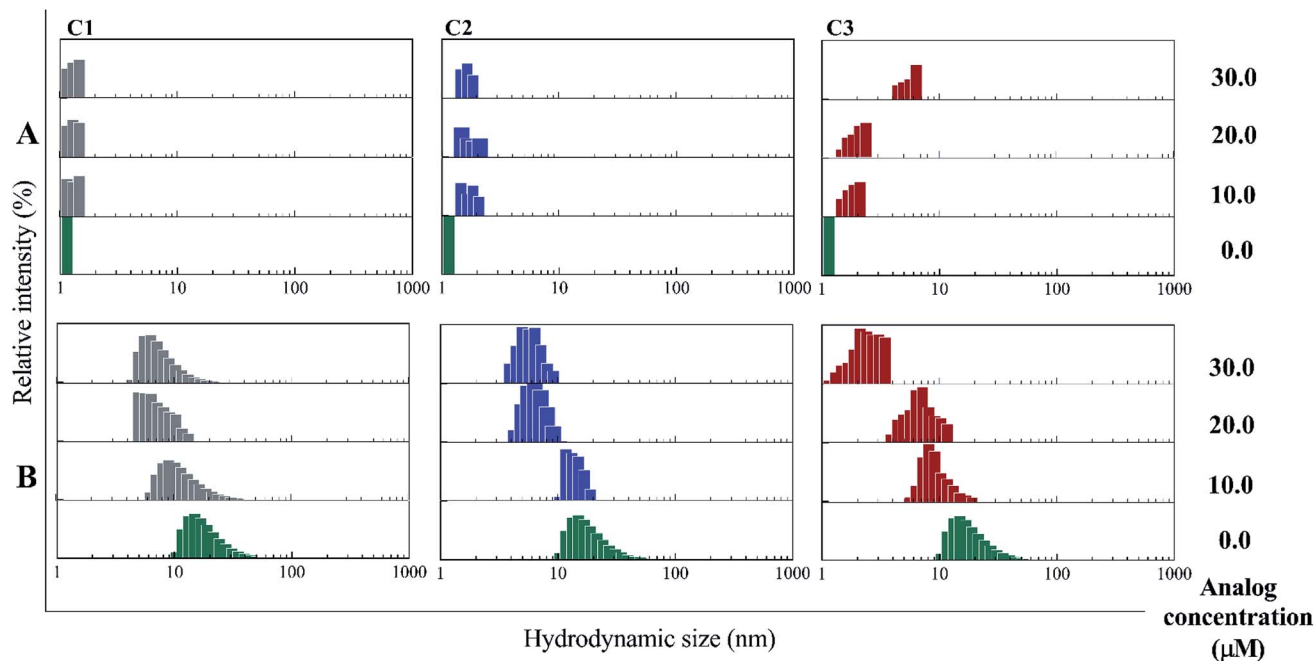 C1 C2 C3
30.0
A 20.0
10.0
0.0
1 10 100 1000 1 10 100 1000 1 10 100 1000
Relative intensity (%)
30.0
20.0
B 10.0
0.0
1 10 100 1000 1 10 100 1000 1 10 100 1000
Analog
concentration
(μM)
Hydrodynamic size (nm)